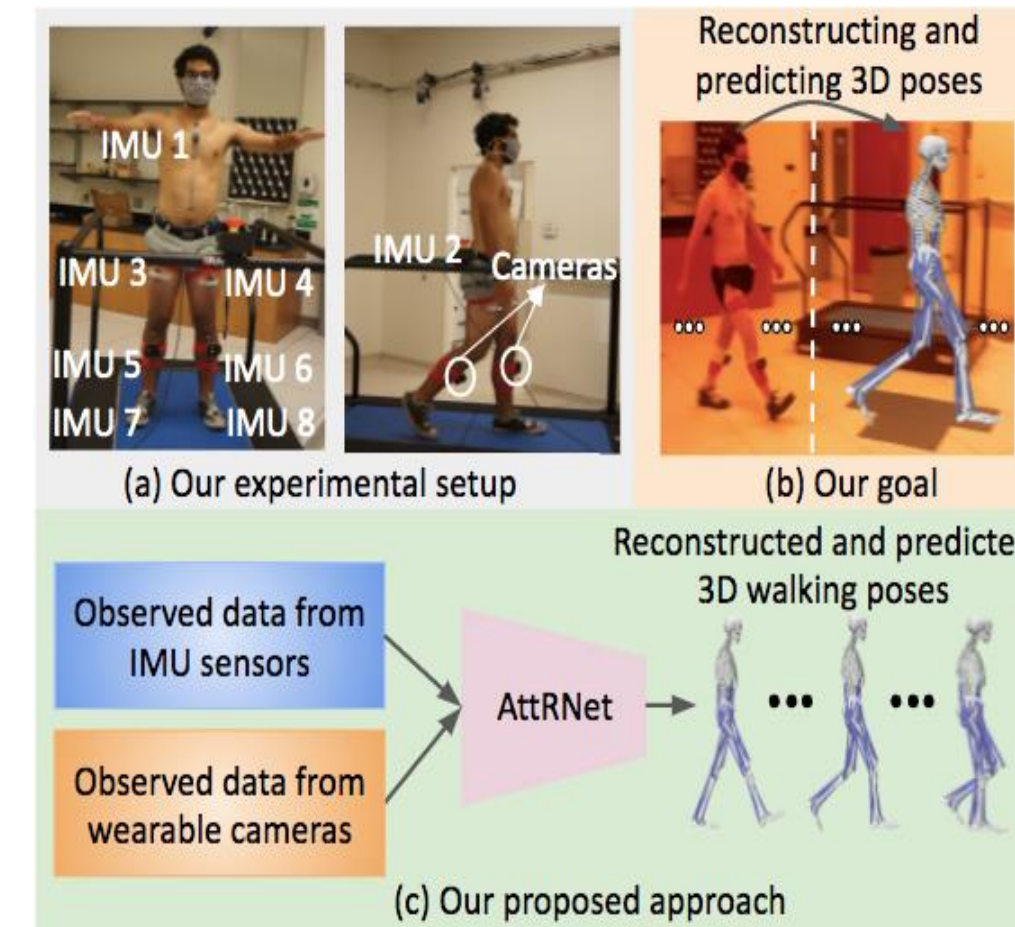 IMU 1
IMU 3
IMU 4
IMU 5
IMU 6
IMU 7
IMU 8
IMU 2
Cameras
(a) Our experimental setup
Reconstructing and
predicting 3D poses
(b) Our goal
Observed data from
IMU sensors
Observed data from
wearable cameras
AttRNet
Reconstructed and predicte
3D walking poses
(c) Our proposed approach